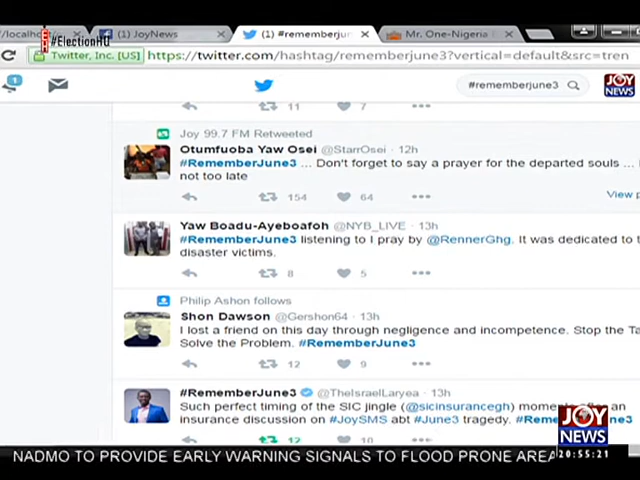 #ElectionHQ
JoyNews
(1) #rememberjun
Mr. One-Nigeria
Twitter, Inc. [US]
https://twitter.com/hashtag/rememberjune3?vertical=default&src=tren
1
#rememberjune3
JOY
NEWS
11
7
Joy 99.7 FM Retweeted
Otumfuoba Yaw Osei @StarrOsei · 12h
#RememberJune3 ... Don't forget to say a prayer for the departed souls ...
not too late
154
64
View
Yaw Boadu-Ayeboafoh @NYB_LIVE · 13h
#RememberJune3 listening to I pray by @RennerGhg. It was dedicated to
disaster victims.
8
5
Philip Ashon follows
Shon Dawson @Gershon64 · 13h
I lost a friend on this day through negligence and incompetence. Stop the Ta
Solve the Problem. #RememberJune3
12
9
#RememberJune3 @TheIsraelLaryea · 13h
Such perfect timing of the SIC jingle (@sicinsurancegh) an
insurance discussion on #JoySMS abt #June3 tragedy.
12
10
JOY
NEWS
20:55:21
NADMO TO PROVIDE EARLY WARNING SIGNALS TO FLOOD PRONE AREA